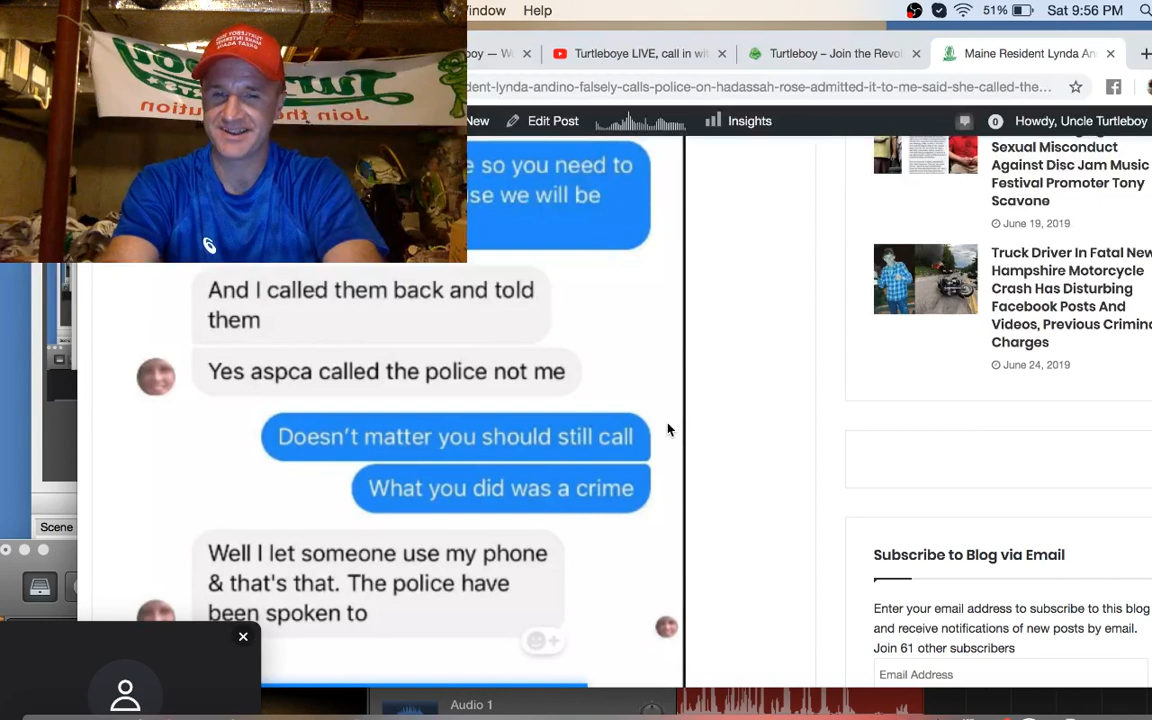 indow Help
51% Sat 9:56 PM
boy — W
Turtleboye LIVE, call in wit
Turtleboy – Join the Revol
Maine Resident Lynda An
dent-lynda-andino-falsely-calls-police-on-hadassah-rose-admitted-it-to-me-said-she-called-the...
New Edit Post Insights 0 Howdy, Uncle Turtleboy
Join the
e so you need to
se we will be
And I called them back and told
them
Yes aspca called the police not me
Doesn't matter you should still call
What you did was a crime
Well I let someone use my phone
& that's that. The police have
been spoken to
Sexual Misconduct
Against Disc Jam Music
Festival Promoter Tony
Scavone
June 19, 2019
Truck Driver In Fatal New
Hampshire Motorcycle
Crash Has Disturbing
Facebook Posts And
Videos, Previous Crimina
Charges
June 24, 2019
Subscribe to Blog via Email
Enter your email address to subscribe to this blog
and receive notifications of new posts by email.
Join 61 other subscribers
Email Address
Scene
Audio 1